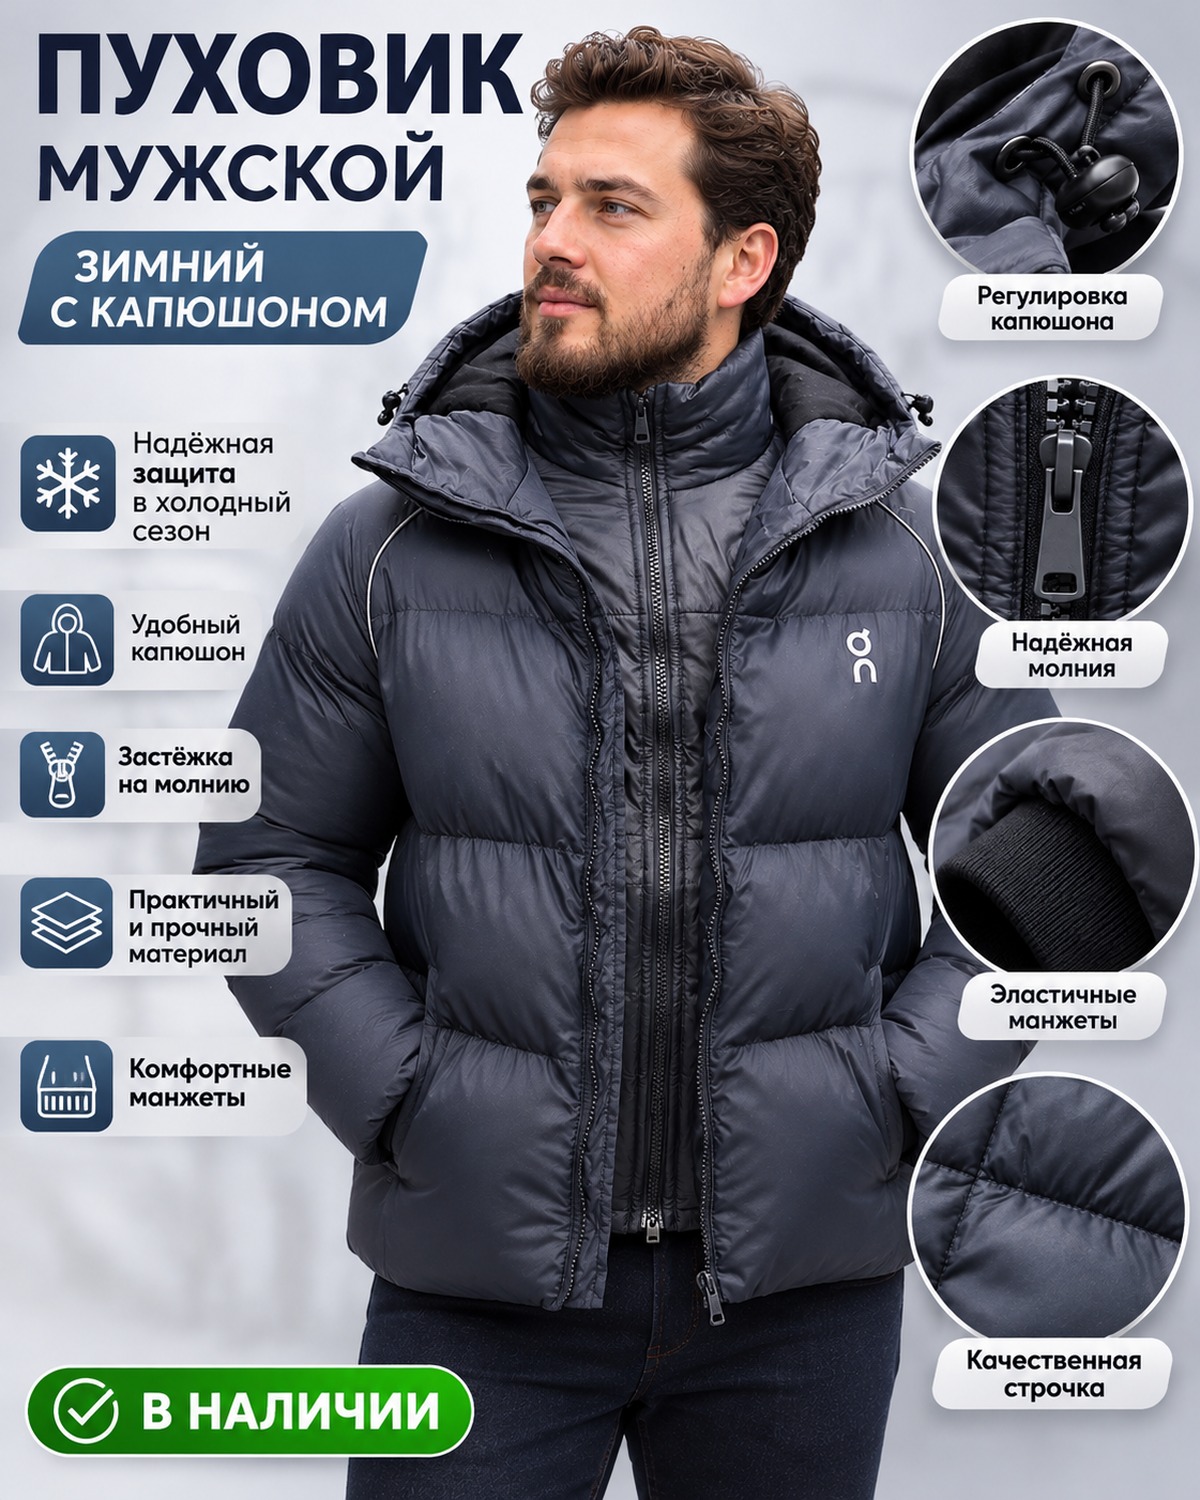 ПУХОВИК
МУЖСКОЙ
ЗИМНИЙ
С КАПЮШОНОМ
Надёжная
защита
в холодный
сезон
Удобный
капюшон
Застёжка
на молнию
Практичный
и прочный
материал
Комфортные
манжеты
В НАЛИЧИИ
on
Регулировка
капюшона
Надёжная
молния
Эластичные
манжеты
Качественная
строчка